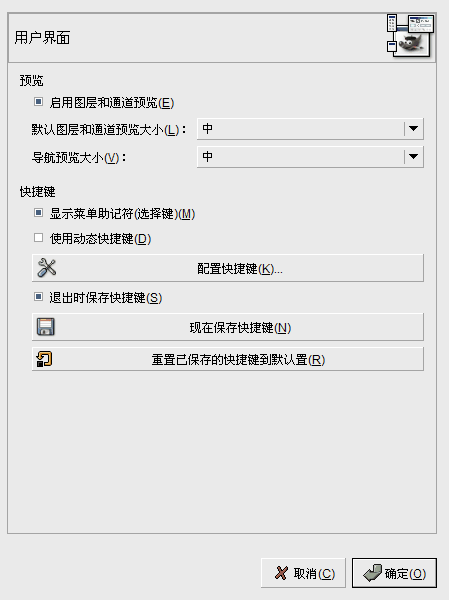 用户界面
预览
启用图层和通道预览(E)
默认图层和通道预览大小(L)： 中
导航预览大小(V)： 中
快捷键
显示菜单助记符(选择键)(M)
使用动态快捷键(D)
配置快捷键(K)...
退出时保存快捷键(S)
现在保存快捷键(N)
重置已保存的快捷键到默认置(R)
取消(C) 确定(O)